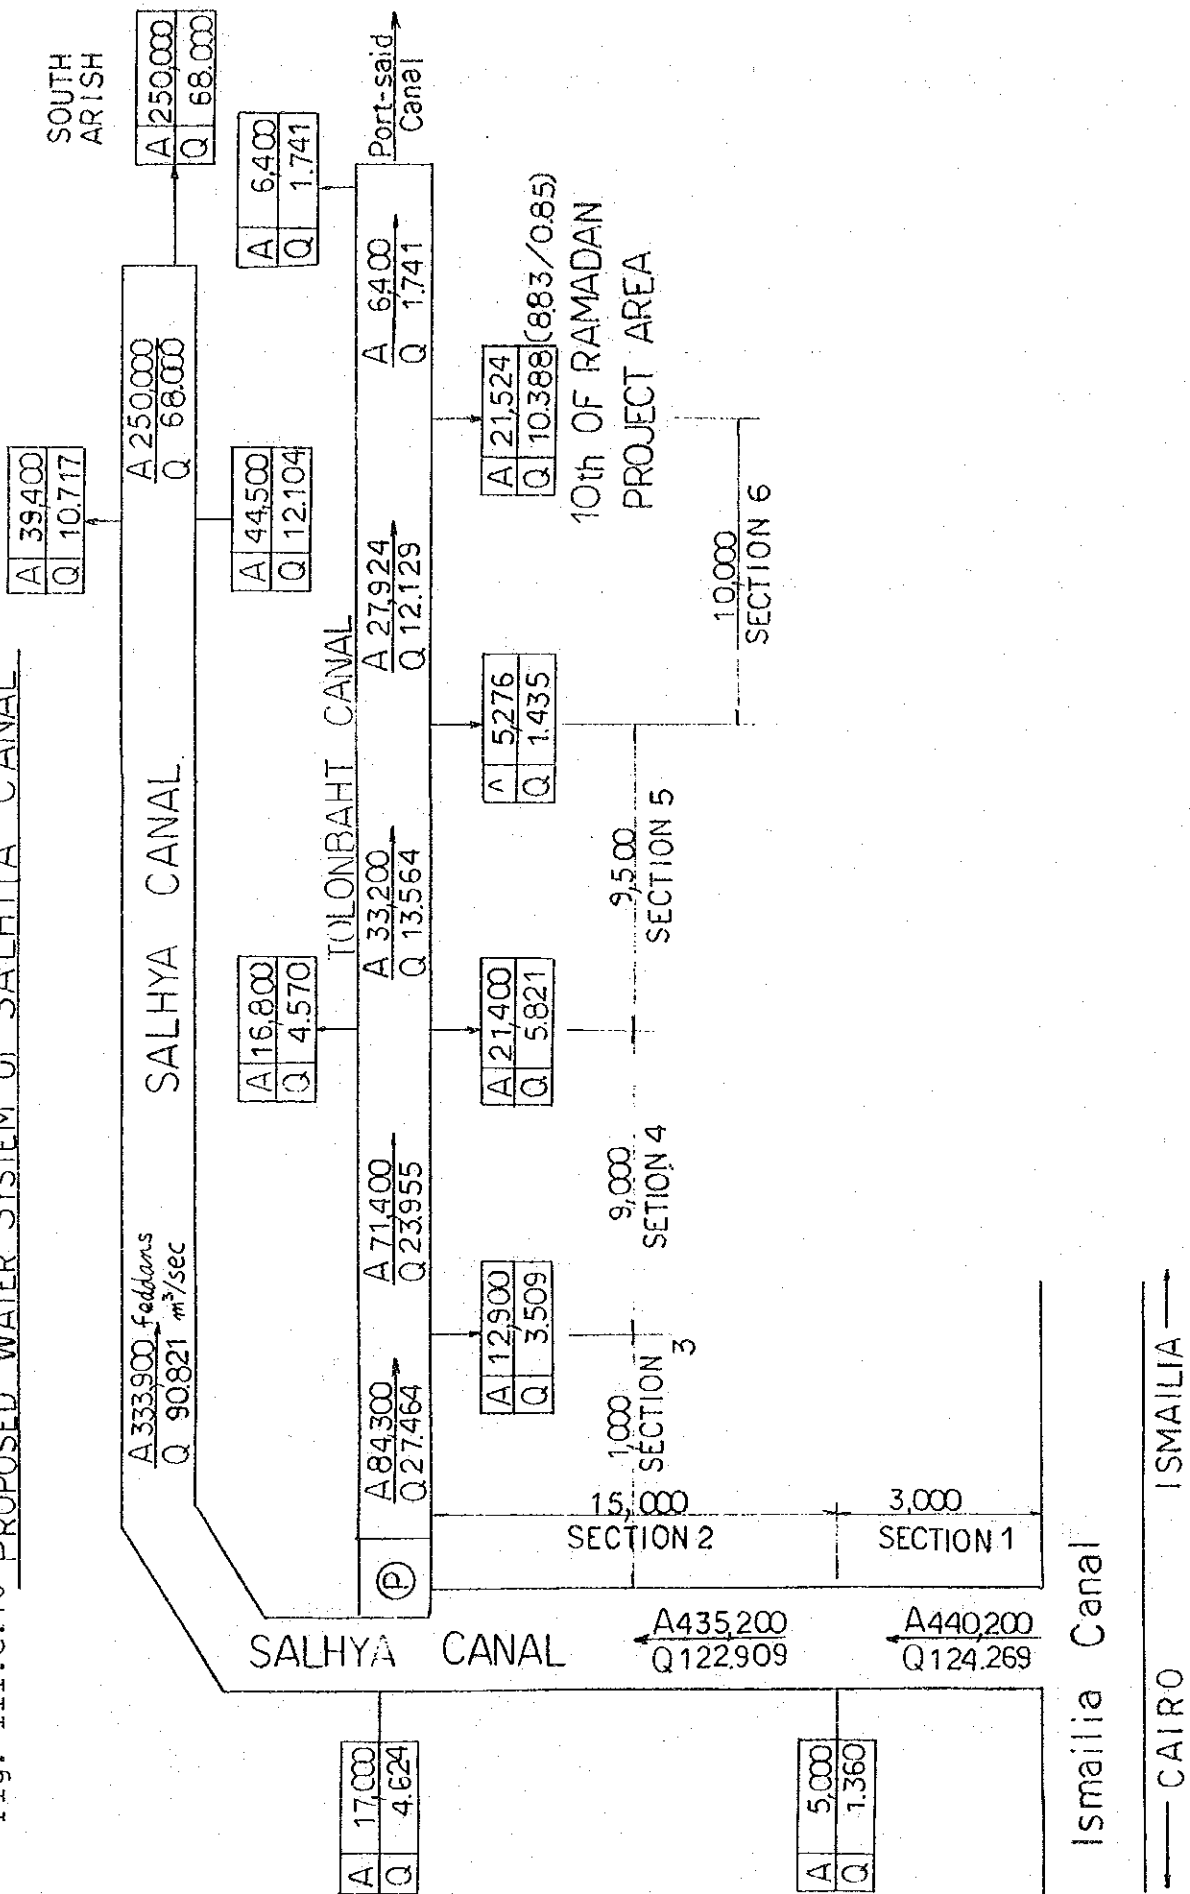 PROPOSED WATER SYSTEM OF SALHIYA CANAL
SOUTH
ARISH
A 250,000
Q 68.000
A 39,400
Q 10.717
A 250,000
Q 68.000
SALHYA CANAL
A 333,900 feddans
Q 90.821 m³/sec
A 44,500
Q 12.104
A 6,400
Q 1.741
A 16,800
Q 4.570
TOLONBAHT CANAL
Port-said
Canal
P
A 84,300
Q 27.464
A 71,400
Q 23.955
A 33,200
Q 13.564
A 27,924
Q 12.129
A 6,400
Q 1.741
A 12,900
Q 3.509
A 21,400
Q 5.821
A 5,276
Q 1.435
A 21,524
Q 10.388 (8.83/0.85)
10th OF RAMADAN
PROJECT AREA
1,000
SECTION
3
9,000
SETION 4
9,500
SECTION 5
10,000
SECTION 6
15,000
SECTION 2
3,000
SECTION 1
SALHYA CANAL
A 435,200
Q 122.909
A 440,200
Q 124.269
A 17,000
Q 4.624
A 5,000
Q 1.360
Ismailia Canal
CAIRO
ISMAILIA